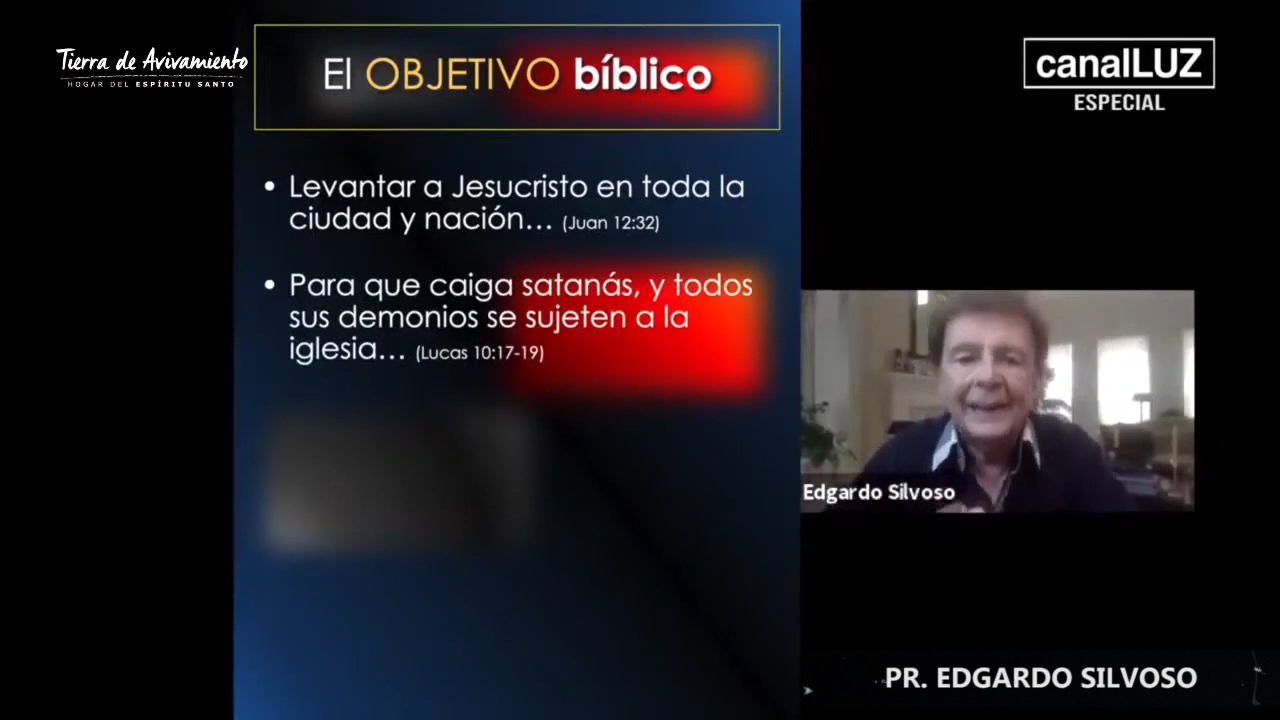 Tierra de Avivamiento
HOGAR DEL ESPÍRITU SANTO
El OBJETIVO bíblico
canalLUZ
ESPECIAL
• Levantar a Jesucristo en toda la
ciudad y nación... (Juan 12:32)
• Para que caiga satanás, y todos
sus demonios se sujeten a la
iglesia... (Lucas 10:17-19)
Edgardo Silvoso
PR. EDGARDO SILVOSO